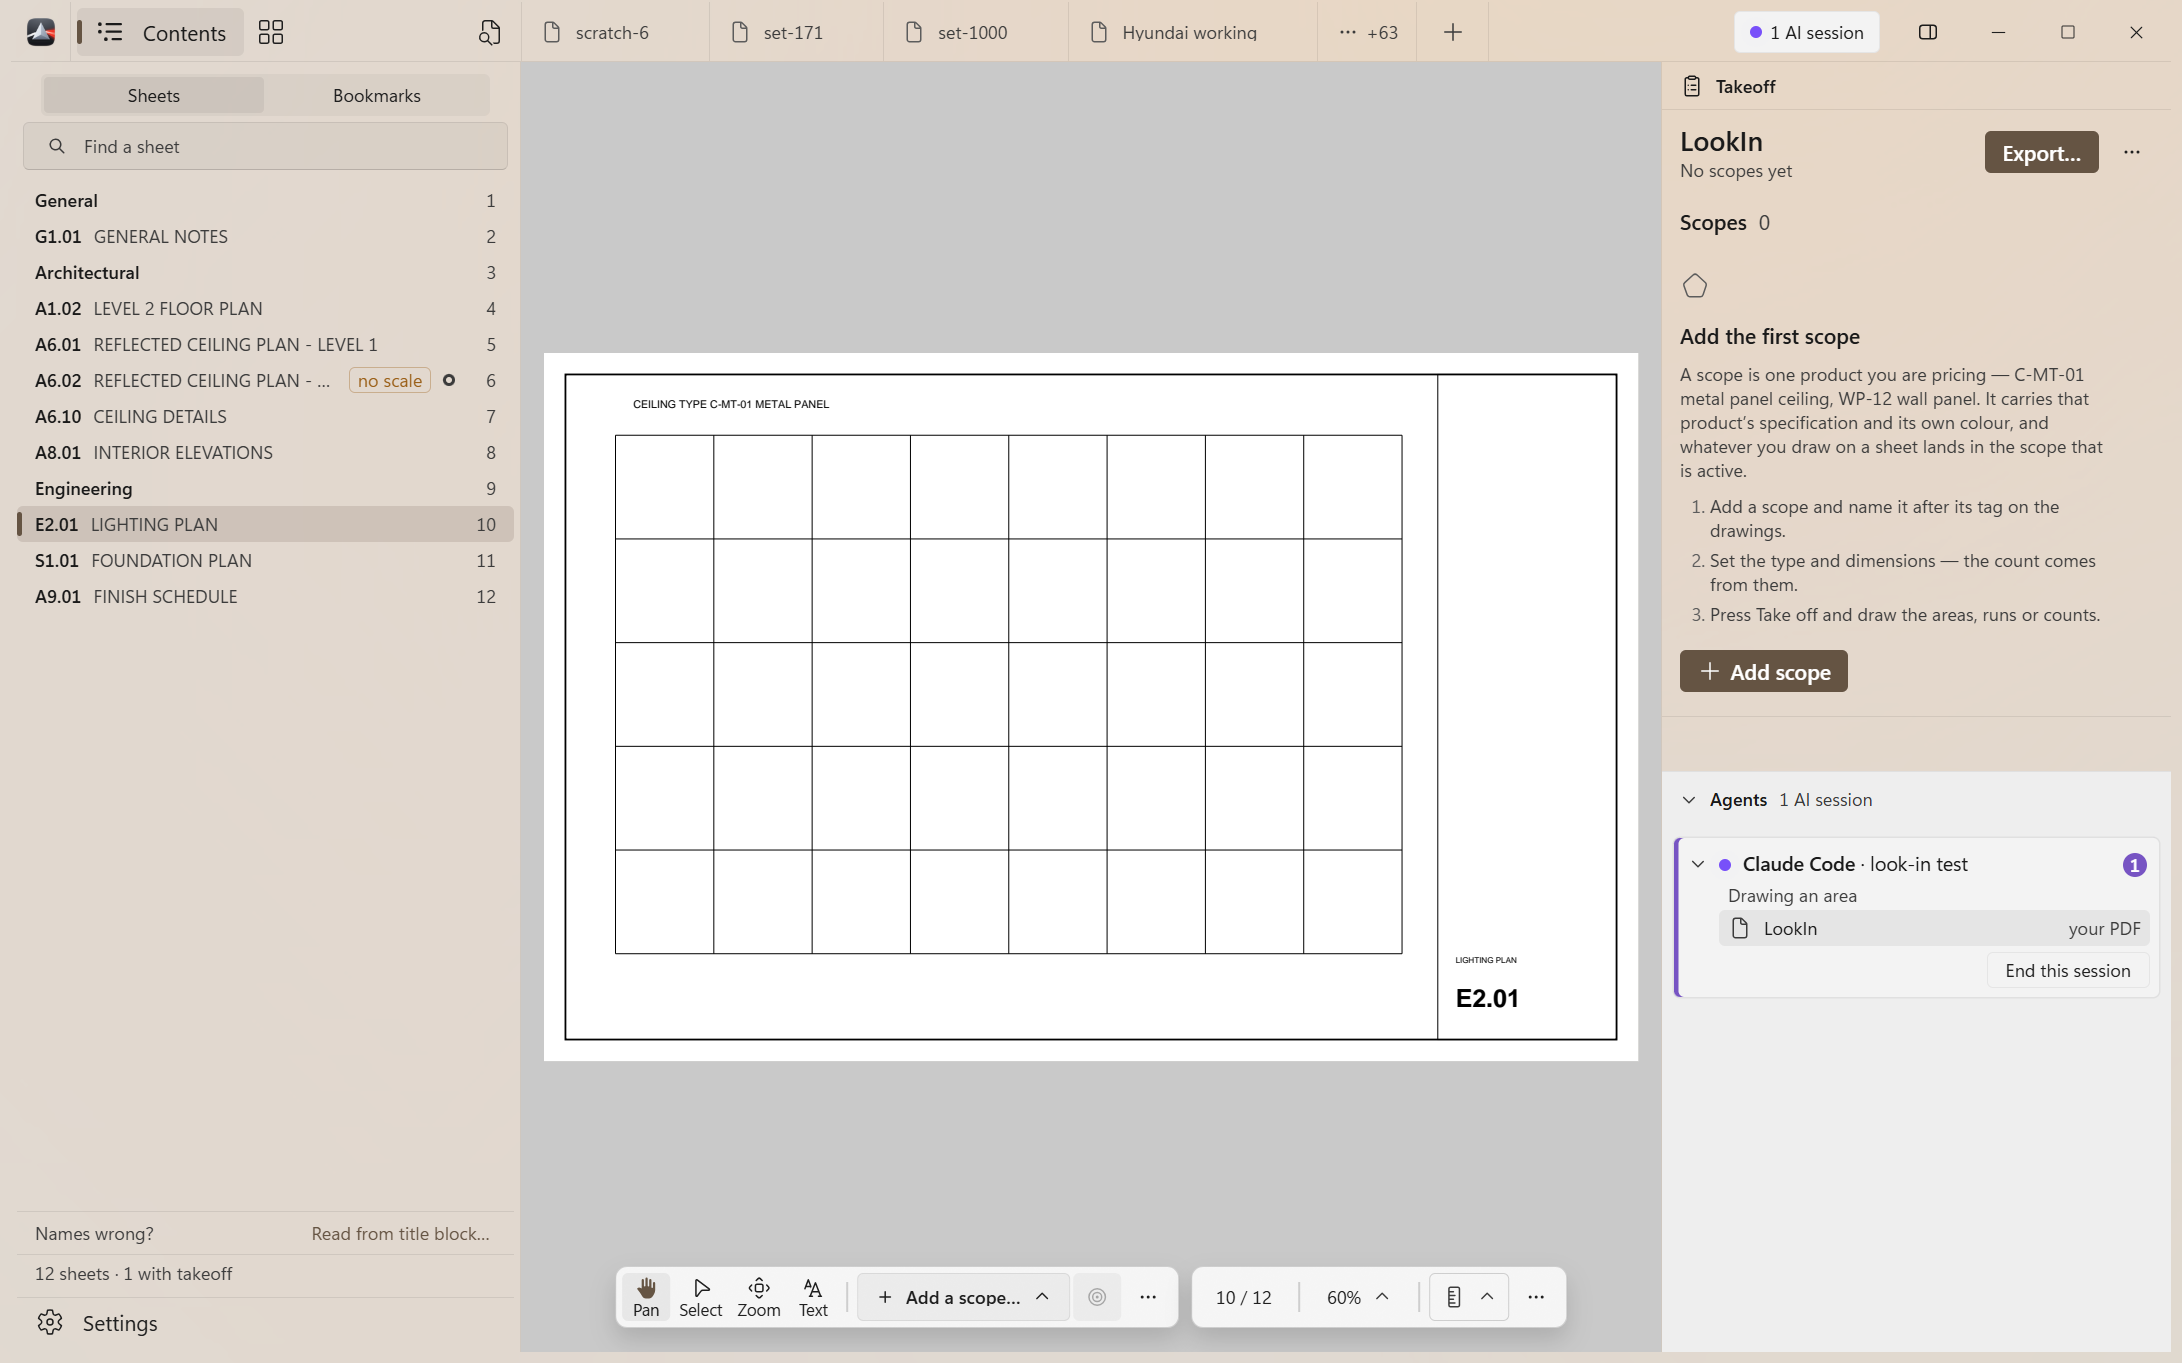 Contents
scratch-6
set-171
set-1000
Hyundai working
··· +63
1 AI session
Sheets
Bookmarks
Find a sheet
General 1
G1.01 GENERAL NOTES 2
Architectural 3
A1.02 LEVEL 2 FLOOR PLAN 4
A6.01 REFLECTED CEILING PLAN - LEVEL 1 5
A6.02 REFLECTED CEILING PLAN - ... no scale 6
A6.10 CEILING DETAILS 7
A8.01 INTERIOR ELEVATIONS 8
Engineering 9
E2.01 LIGHTING PLAN 10
S1.01 FOUNDATION PLAN 11
A9.01 FINISH SCHEDULE 12
Names wrong? Read from title block...
12 sheets · 1 with takeoff
Settings
CEILING TYPE C-MT-01 METAL PANEL
LIGHTING PLAN
E2.01
Pan
Select
Zoom
Text
Add a scope...
10 / 12
60%
Takeoff
LookIn
No scopes yet
Export...
Scopes 0
Add the first scope
A scope is one product you are pricing — C-MT-01
metal panel ceiling, WP-12 wall panel. It carries that
product's specification and its own colour, and
whatever you draw on a sheet lands in the scope that
is active.
1. Add a scope and name it after its tag on the
drawings.
2. Set the type and dimensions — the count comes
from them.
3. Press Take off and draw the areas, runs or counts.
Add scope
Agents 1 AI session
Claude Code · look-in test 1
Drawing an area
LookIn your PDF
End this session